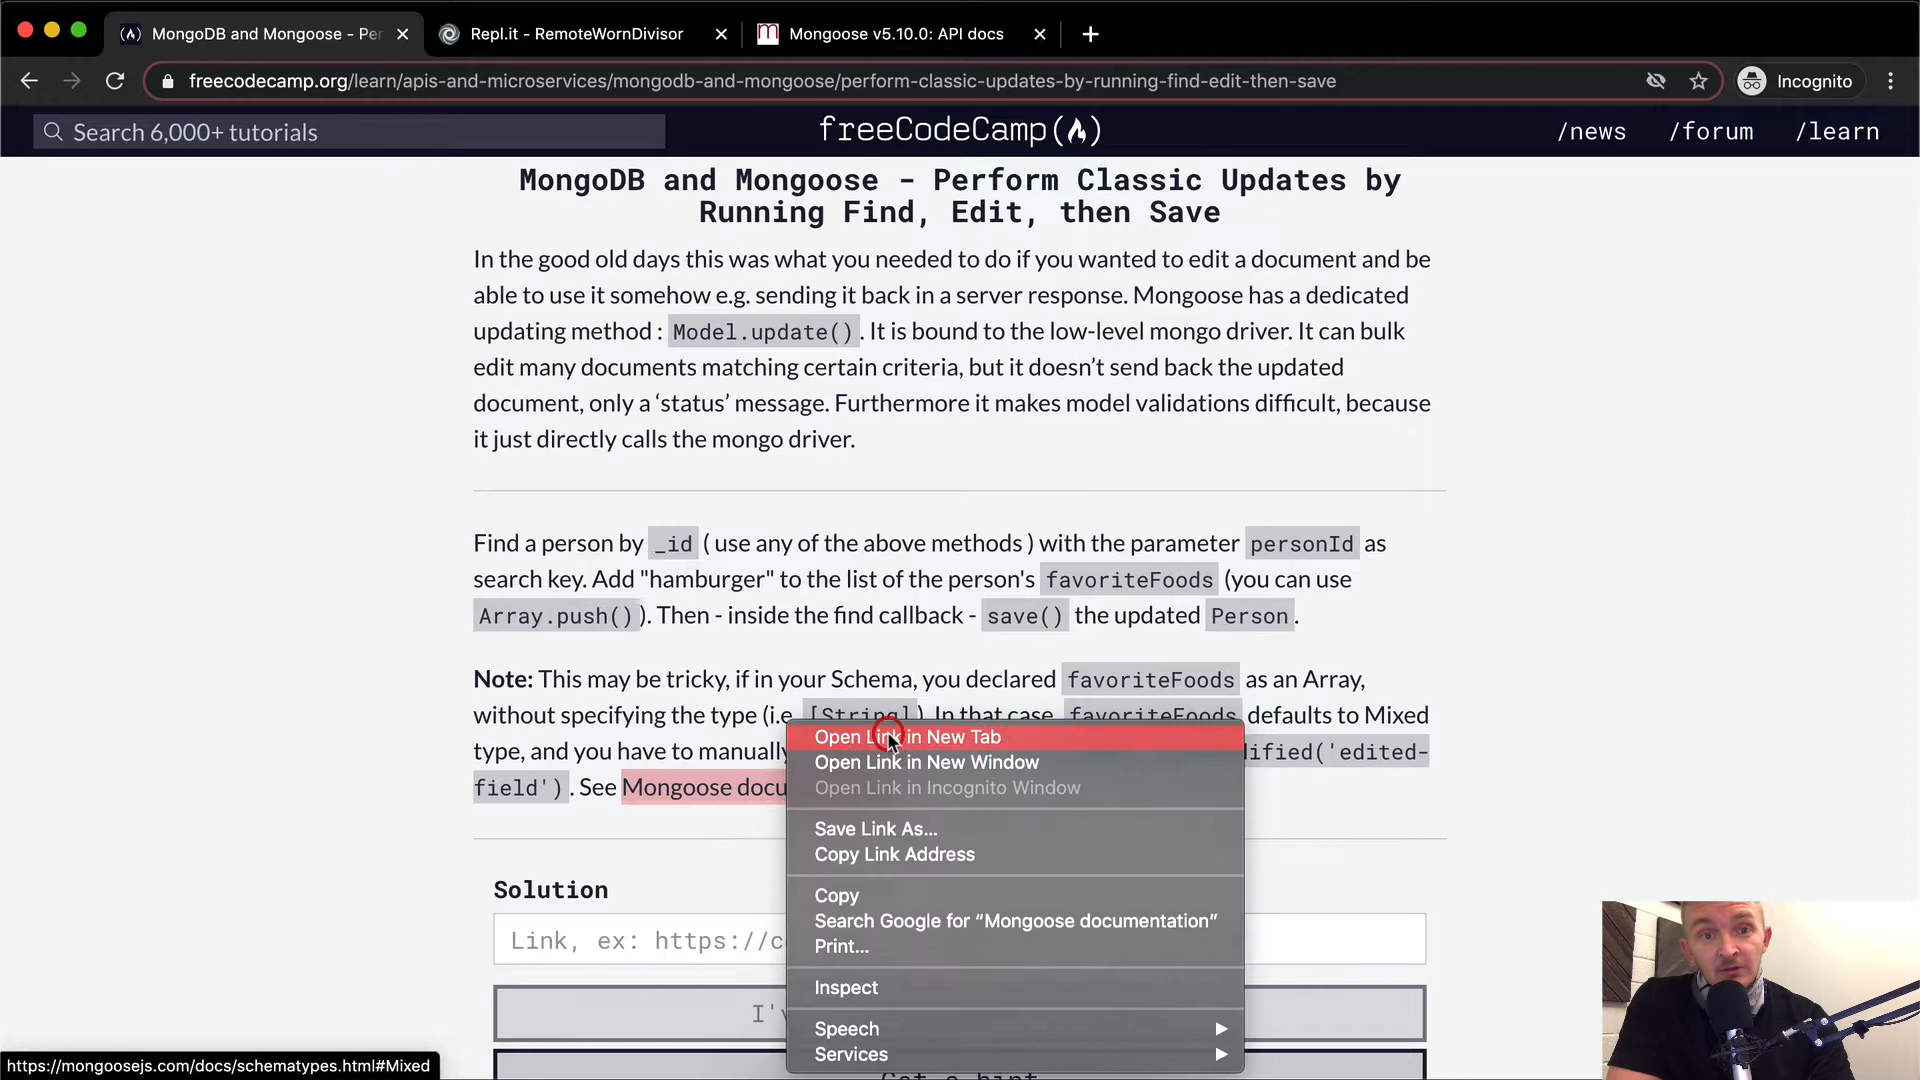 MongoDB and Mongoose - Per
Repl.it - RemoteWornDivisor
Mongoose v5.10.0: API docs
freecodecamp.org/learn/apis-and-microservices/mongodb-and-mongoose/perform-classic-updates-by-running-find-edit-then-save
Incognito
Search 6,000+ tutorials
freeCodeCamp
/news /forum /learn
MongoDB and Mongoose - Perform Classic Updates by
Running Find, Edit, then Save
In the good old days this was what you needed to do if you wanted to edit a document and be
able to use it somehow e.g. sending it back in a server response. Mongoose has a dedicated
updating method : Model.update(). It is bound to the low-level mongo driver. It can bulk
edit many documents matching certain criteria, but it doesn’t send back the updated
document, only a ‘status’ message. Furthermore it makes model validations difficult, because
it just directly calls the mongo driver.
Find a person by _id ( use any of the above methods ) with the parameter personId as
search key. Add "hamburger" to the list of the person's favoriteFoods (you can use
Array.push()). Then - inside the find callback - save() the updated Person.
Note: This may be tricky, if in your Schema, you declared favoriteFoods as an Array,
without specifying the type (i.e. [String]). In that case, favoriteFoods defaults to Mixed
type, and you have to manually dified('edited-
field'). See Mongoose docu
Open Link in New Tab
Open Link in New Window
Open Link in Incognito Window
Save Link As...
Copy Link Address
Copy
Search Google for “Mongoose documentation”
Print...
Inspect
Speech
Services
Solution
Link, ex: https://c
I'v
Get a hint
https://mongoosejs.com/docs/schematypes.html#Mixed